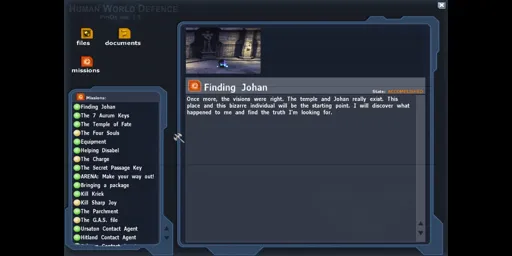 Human World Defence
files
documents
missions
Missions:
Finding Johan
The 7 Aurum Keys
The Temple of Fate
The Four Souls
Equipment
Helping Disabel
The Charge
The Secret Passage Key
ARENA: Make your way out!
Bringing a package
Kill Kriek
Kill Sharp Joy
The Parchment
The G.A.S. file
Ursaton Contact Agent
Hitland Contact Agent
Finding Johan
State:
Once more, the visions were right. The temple and Johan really exist. This
place and this bizarre individual will be the starting point. I will discover what
happened to me and find the truth I'm looking for.